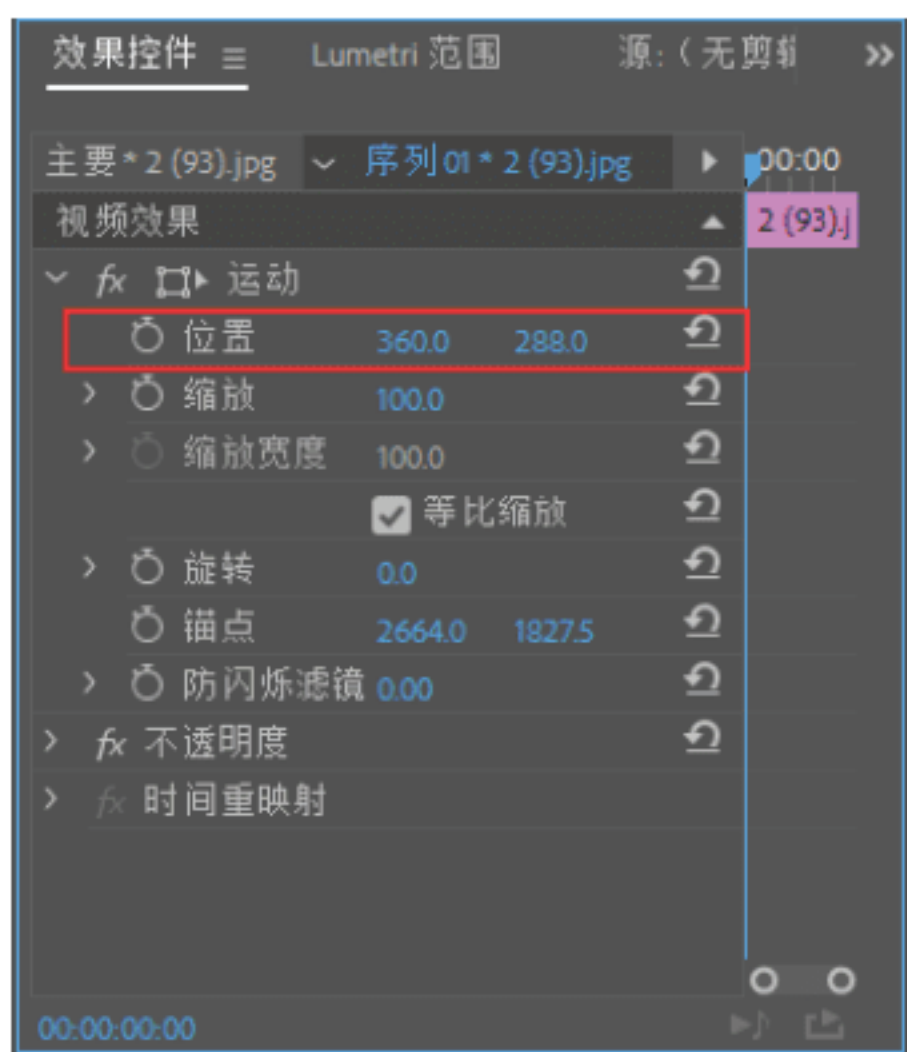 效果控件 Lumetri 范围 源:（无剪辑
主要 * 2 (93).jpg 序列 01 * 2 (93).jpg 00:00
视频效果 2 (93).j
fx 运动
位置 360.0 288.0
缩放 100.0
缩放宽度 100.0
等比缩放
旋转 0.0
锚点 2664.0 1827.5
防闪烁滤镜 0.00
fx 不透明度
fx 时间重映射
00:00:00:00